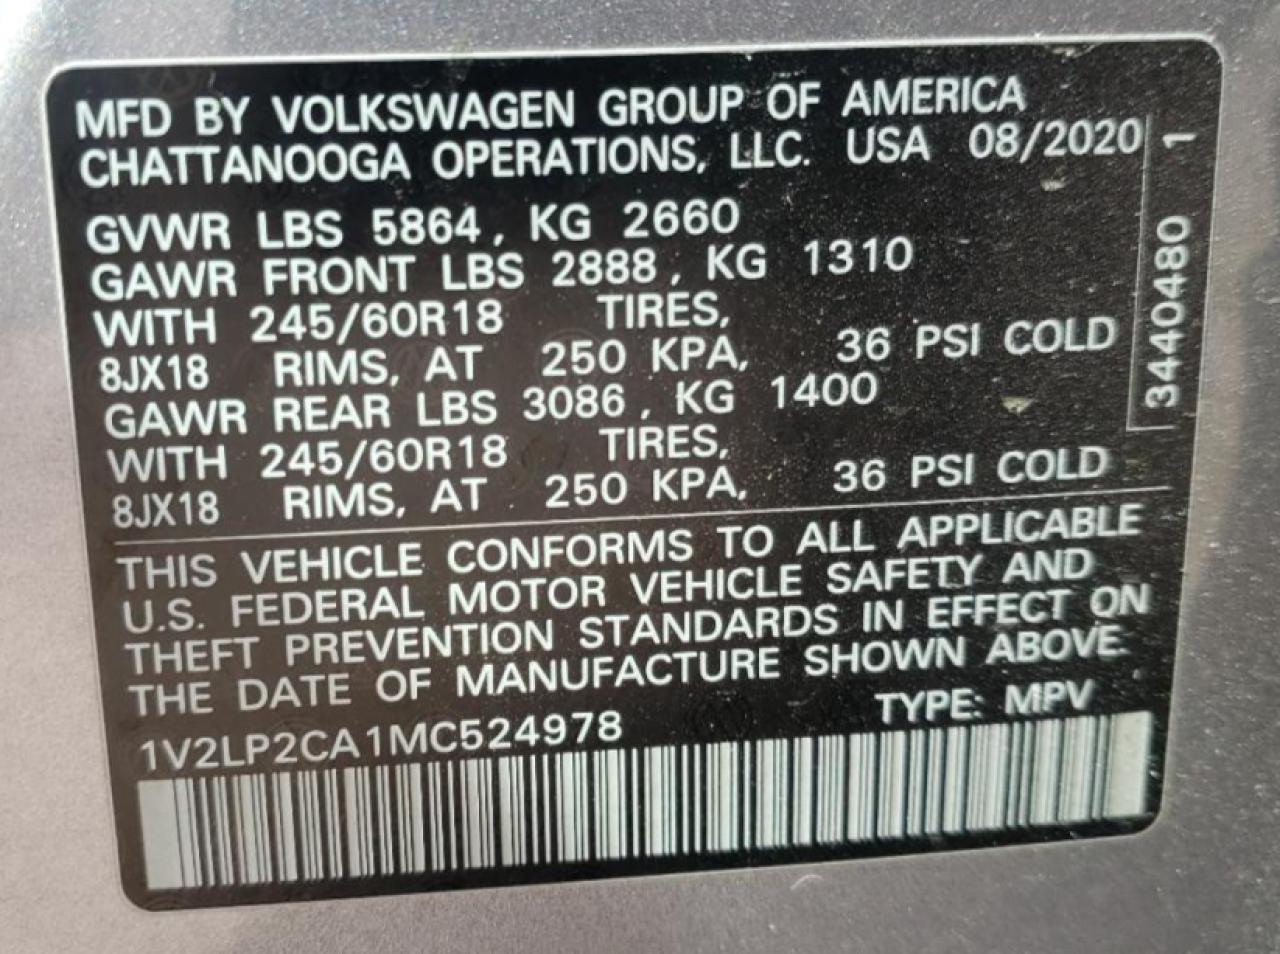 MFD BY VOLKSWAGEN GROUP OF AMERICA
CHATTANOOGA OPERATIONS, LLC. USA 08/2020
GVWR LBS 5864, KG 2660
GAWR FRONT LBS 2888, KG 1310
WITH 245/60R18 TIRES,
8JX18 RIMS, AT 250 KPA, 36 PSI COLD
GAWR REAR LBS 3086, KG 1400
WITH 245/60R18 TIRES,
8JX18 RIMS, AT 250 KPA, 36 PSI COLD
3440480 1
THIS VEHICLE CONFORMS TO ALL APPLICABLE
U.S. FEDERAL MOTOR VEHICLE SAFETY AND
THEFT PREVENTION STANDARDS IN EFFECT ON
THE DATE OF MANUFACTURE SHOWN ABOVE.
1V2LP2CA1MC524978 TYPE: MPV